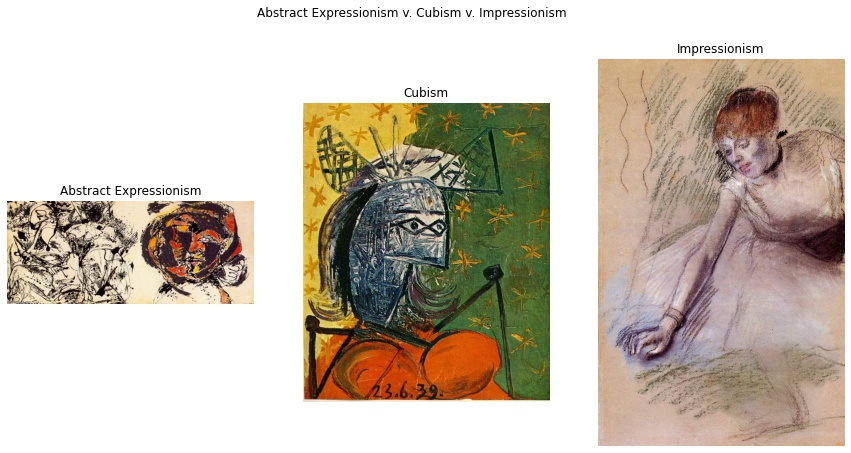 Abstract Expressionism v. Cubism v. Impressionism
Abstract Expressionism
Cubism
Impressionism
23.6.39.